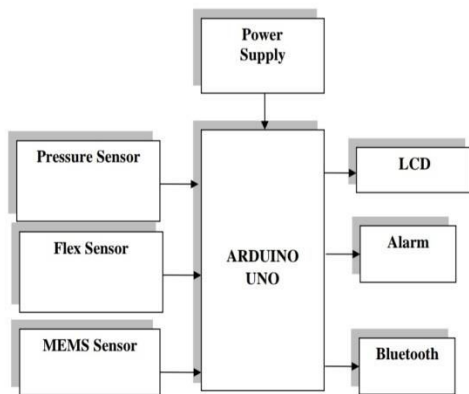 Power
Supply
Pressure Sensor
LCD
Flex Sensor
Alarm
ARDUINO
UNO
MEMS Sensor
Bluetooth